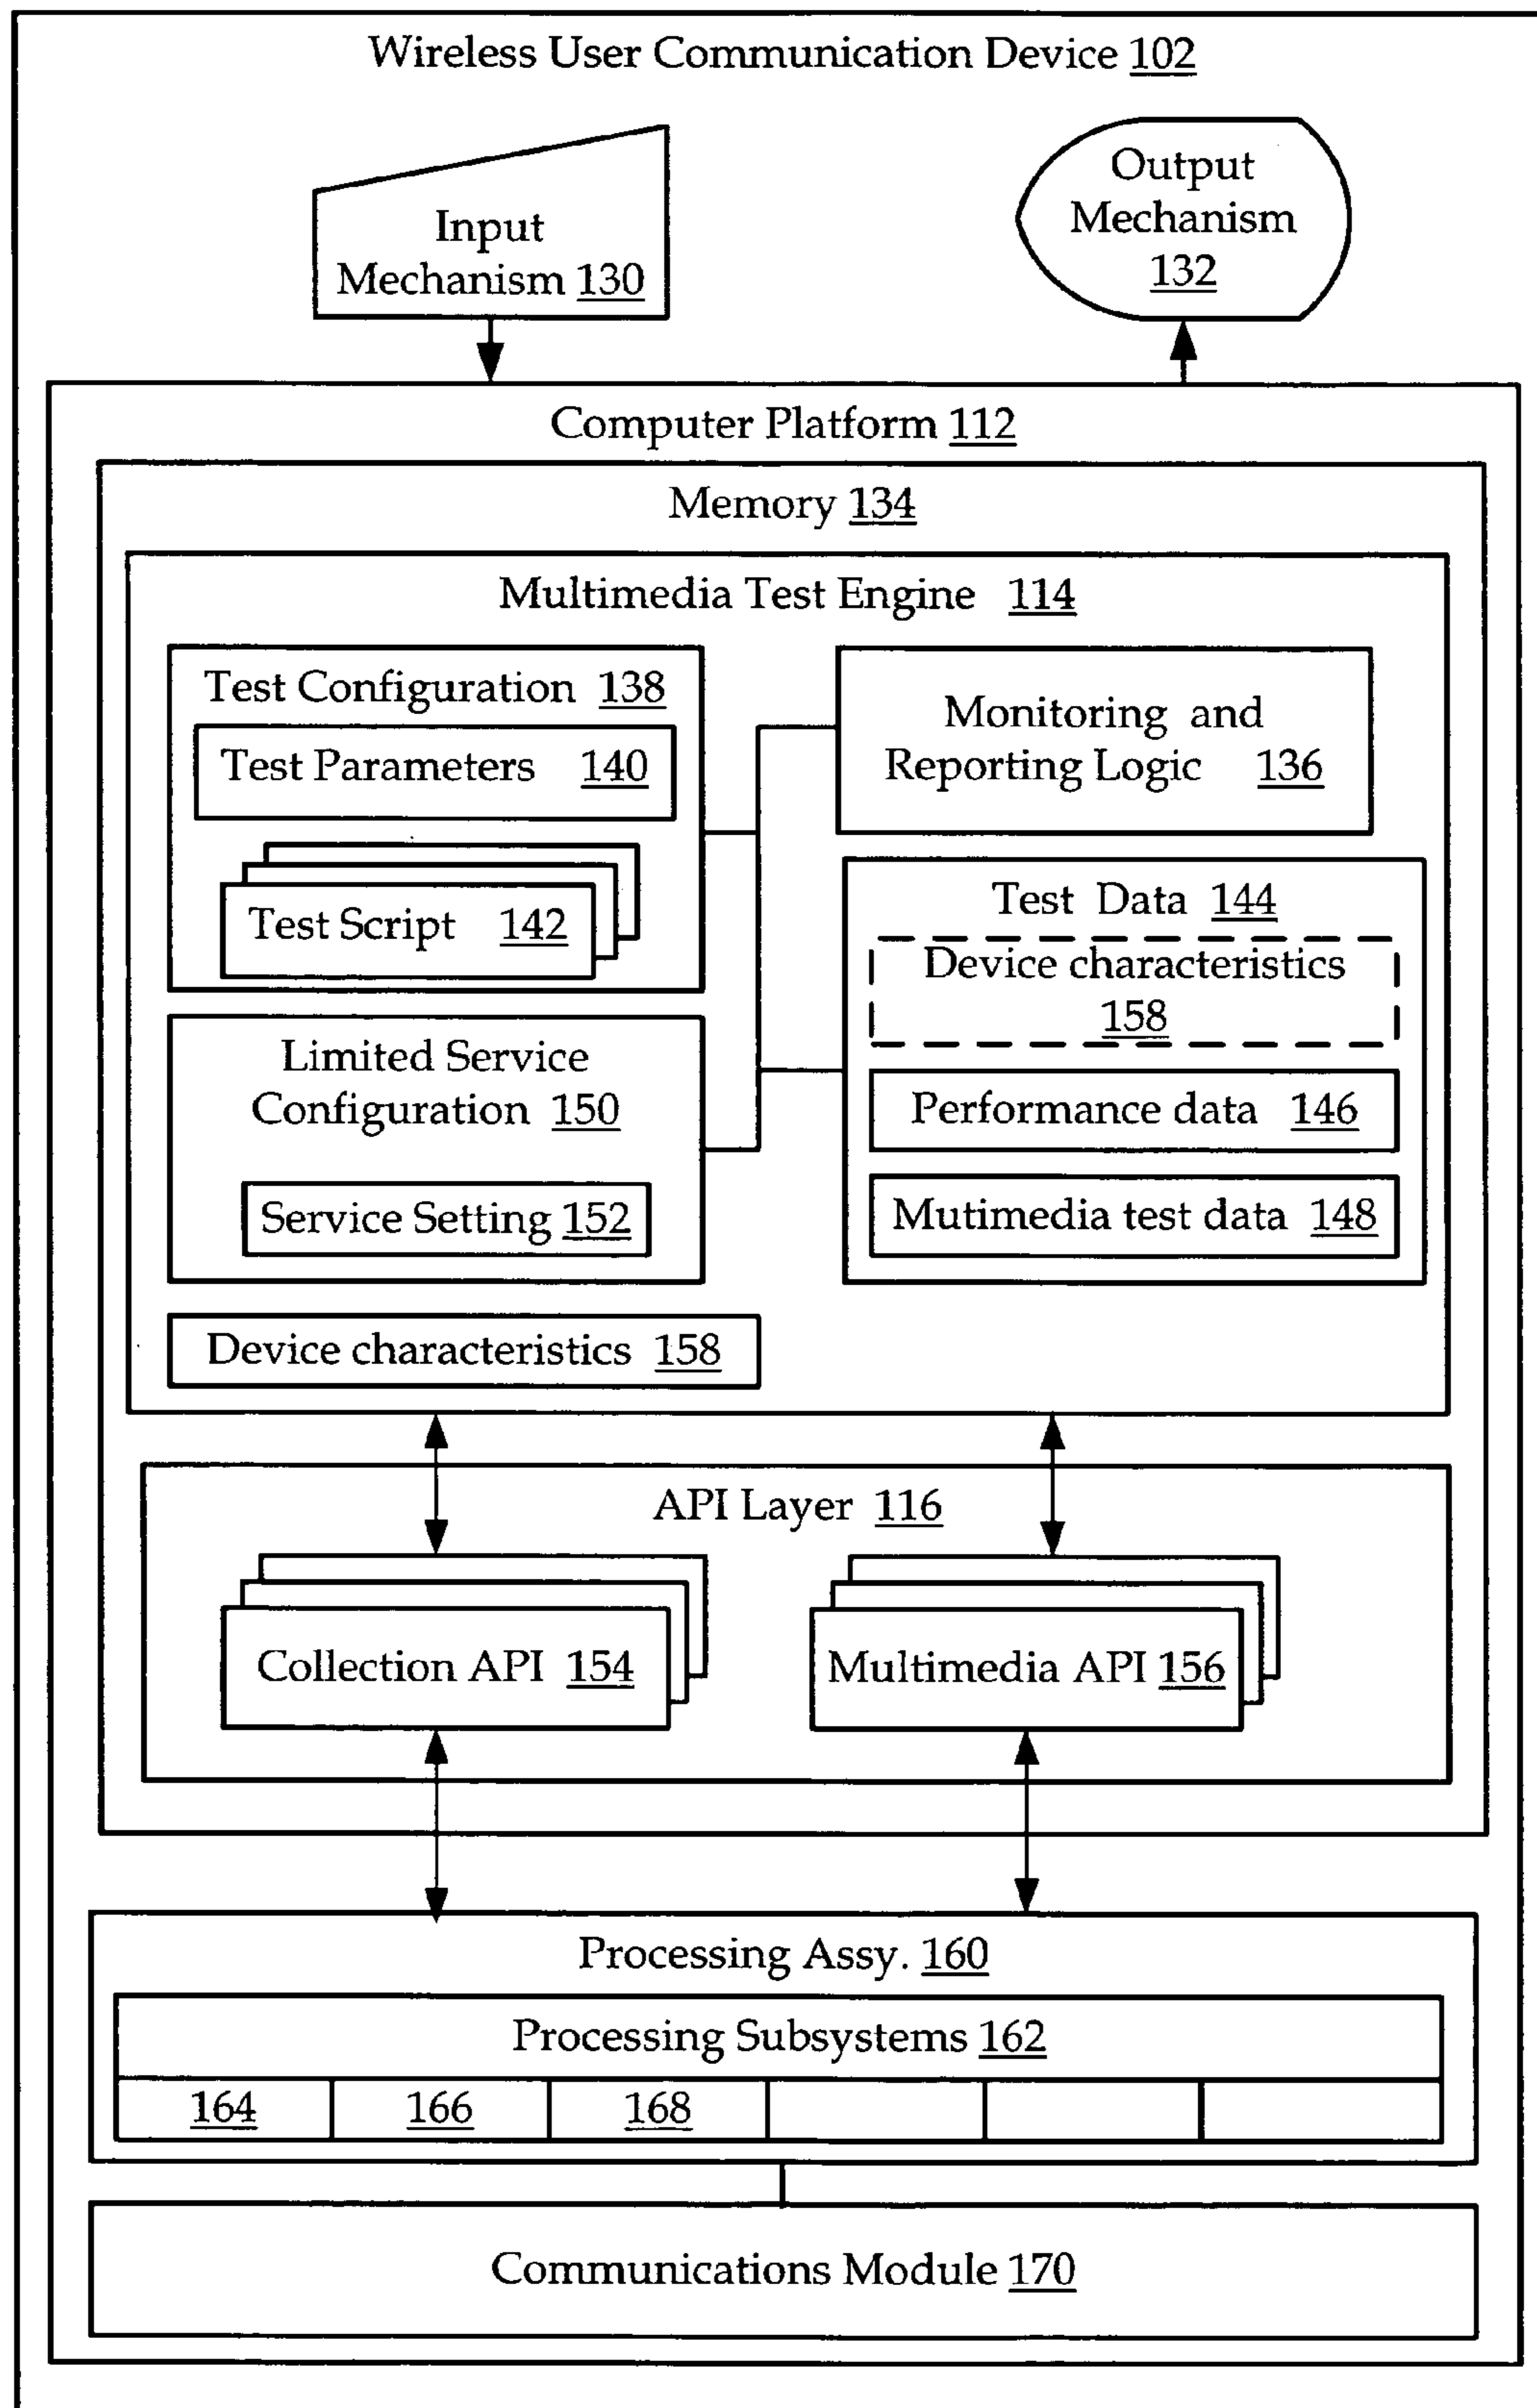 Wireless User Communication Device 102
Input
Mechanism 130
Output
Mechanism
132
Computer Platform 112
Memory 134
Multimedia Test Engine 114
Test Configuration 138
Test Parameters 140
Test Script 142
Monitoring and
Reporting Logic 136
Test Data 144
Device characteristics
158
Performance data 146
Mutimedia test data 148
Limited Service
Configuration 150
Service Setting 152
Device characteristics 158
API Layer 116
Collection API 154
Multimedia API 156
Processing Assy. 160
Processing Subsystems 162
164 166 168
Communications Module 170